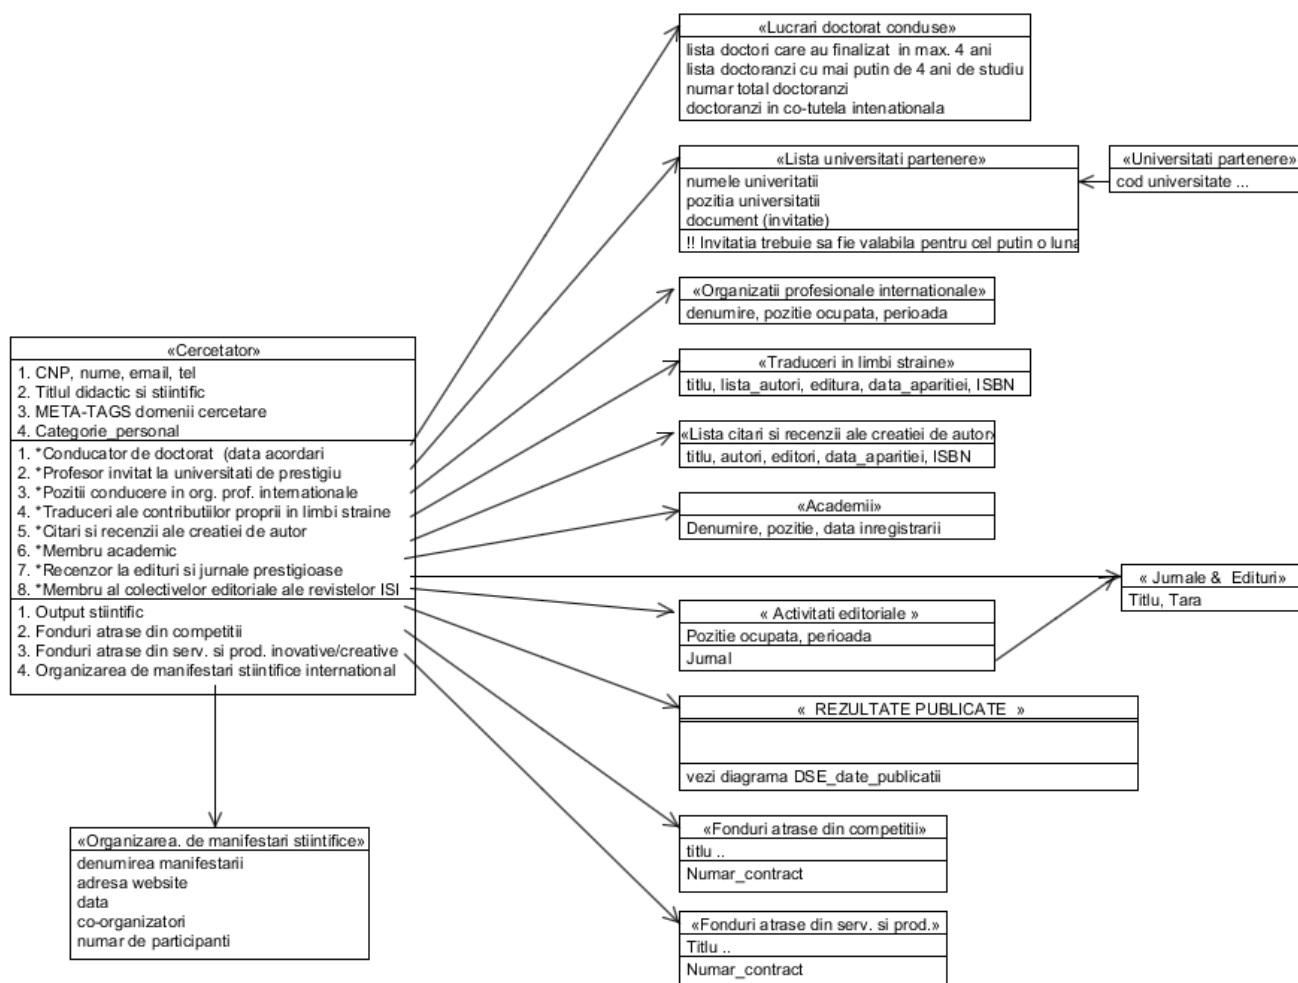 «Lucrari doctorat conduse»
lista doctori care au finalizat in max. 4 ani
lista doctoranzi cu mai putin de 4 ani de studiu
numar total doctoranzi
doctoranzi in co-tutela intenationala
«Lista universitati partenere»
numele univeritatii
pozitia universitatii
document (invitatie)
!! Invitatia trebuie sa fie valabila pentru cel putin o luna
«Universitati partenere»
cod universitate ...
«Organizatii profesionale internationale»
denumire, pozitie ocupata, perioada
«Traduceri in limbi straine»
titlu, lista_autori, editura, data_aparitiei, ISBN
«Lista citari si recenzii ale creatiei de autor»
titlu, autori, editori, data_aparitiei, ISBN
«Academii»
Denumire, pozitie, data inregistrarii
«Cercetator»
1. CNP, nume, email, tel
2. Titlul didactic si stiintific
3. META-TAGS domenii cercetare
4. Categorie_personal
1. *Conducator de doctorat (data acordari
2. *Profesor invitat la universitati de prestigiu
3. *Pozitii conducere in org. prof. internationale
4. *Traduceri ale contributiilor proprii in limbi straine
5. *Citari si recenzii ale creatiei de autor
6. *Membru academic
7. *Recenzor la edituri si jurnale prestigioase
8. *Membru al colectivelor editoriale ale revistelor ISI
1. Output stiintific
2. Fonduri atrase din competitii
3. Fonduri atrase din serv. si prod. inovative/creative
4. Organizarea de manifestari stiintifice international
« Jurnale & Edituri»
Titlu, Tara
« Activitati editoriale »
Pozitie ocupata, perioada
Jurnal
« REZULTATE PUBLICATE »
vezi diagrama DSE_date_publicatii
«Fonduri atrase din competitii»
titlu ..
Numar_contract
«Fonduri atrase din serv. si prod.»
Titlu ..
Numar_contract
«Organizarea. de manifestari stiintifice»
denumirea manifestarii
adresa website
data
co-organizatori
numar de participanti